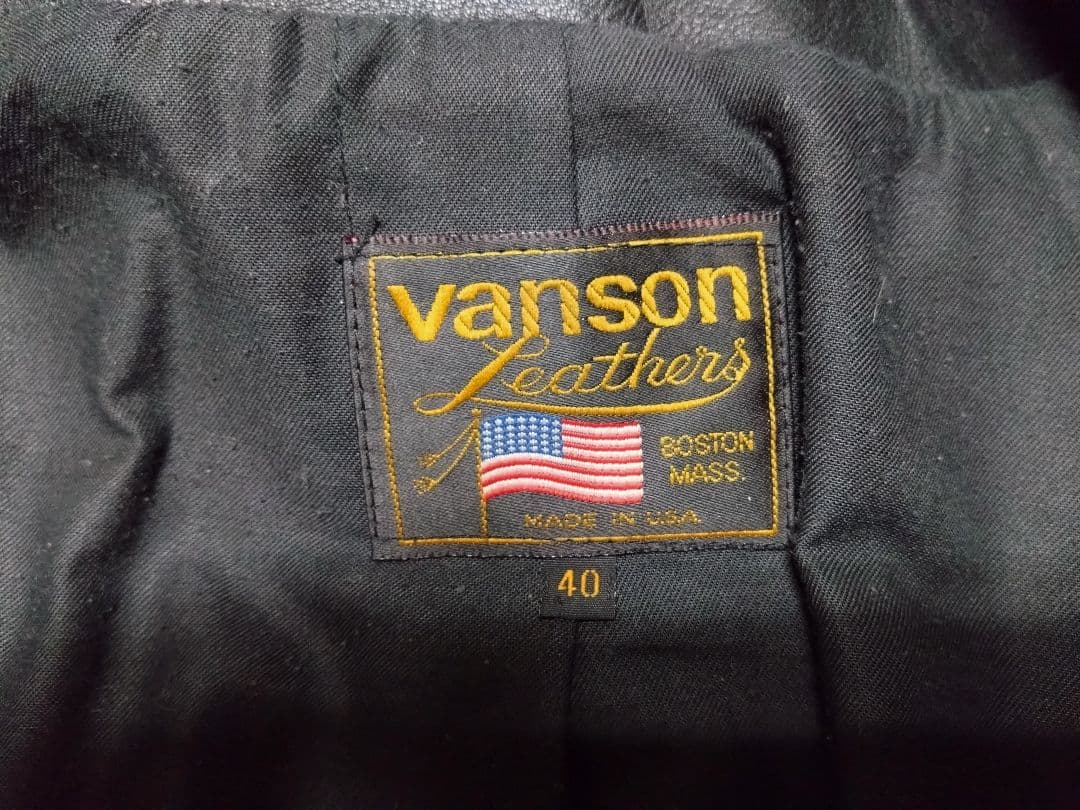 vanson
Leathers
BOSTON
MASS.
MADE IN U.S.A.
40